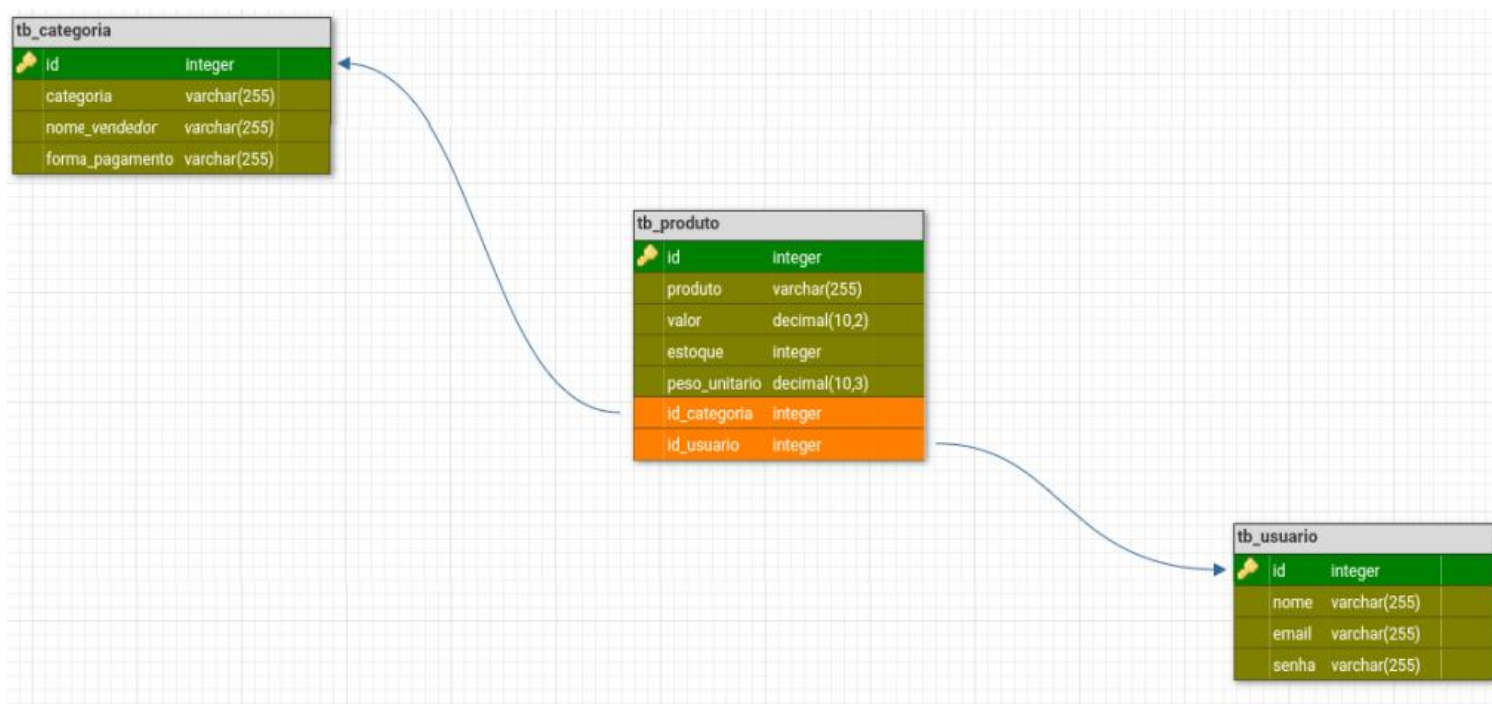 tb_categoria
id integer
categoria varchar(255)
nome_vendedor varchar(255)
forma_pagamento varchar(255)
tb_produto
id integer
produto varchar(255)
valor decimal(10,2)
estoque integer
peso_unitario decimal(10,3)
id_categoria integer
id_usuario integer
tb_usuario
id integer
nome varchar(255)
email varchar(255)
senha varchar(255)